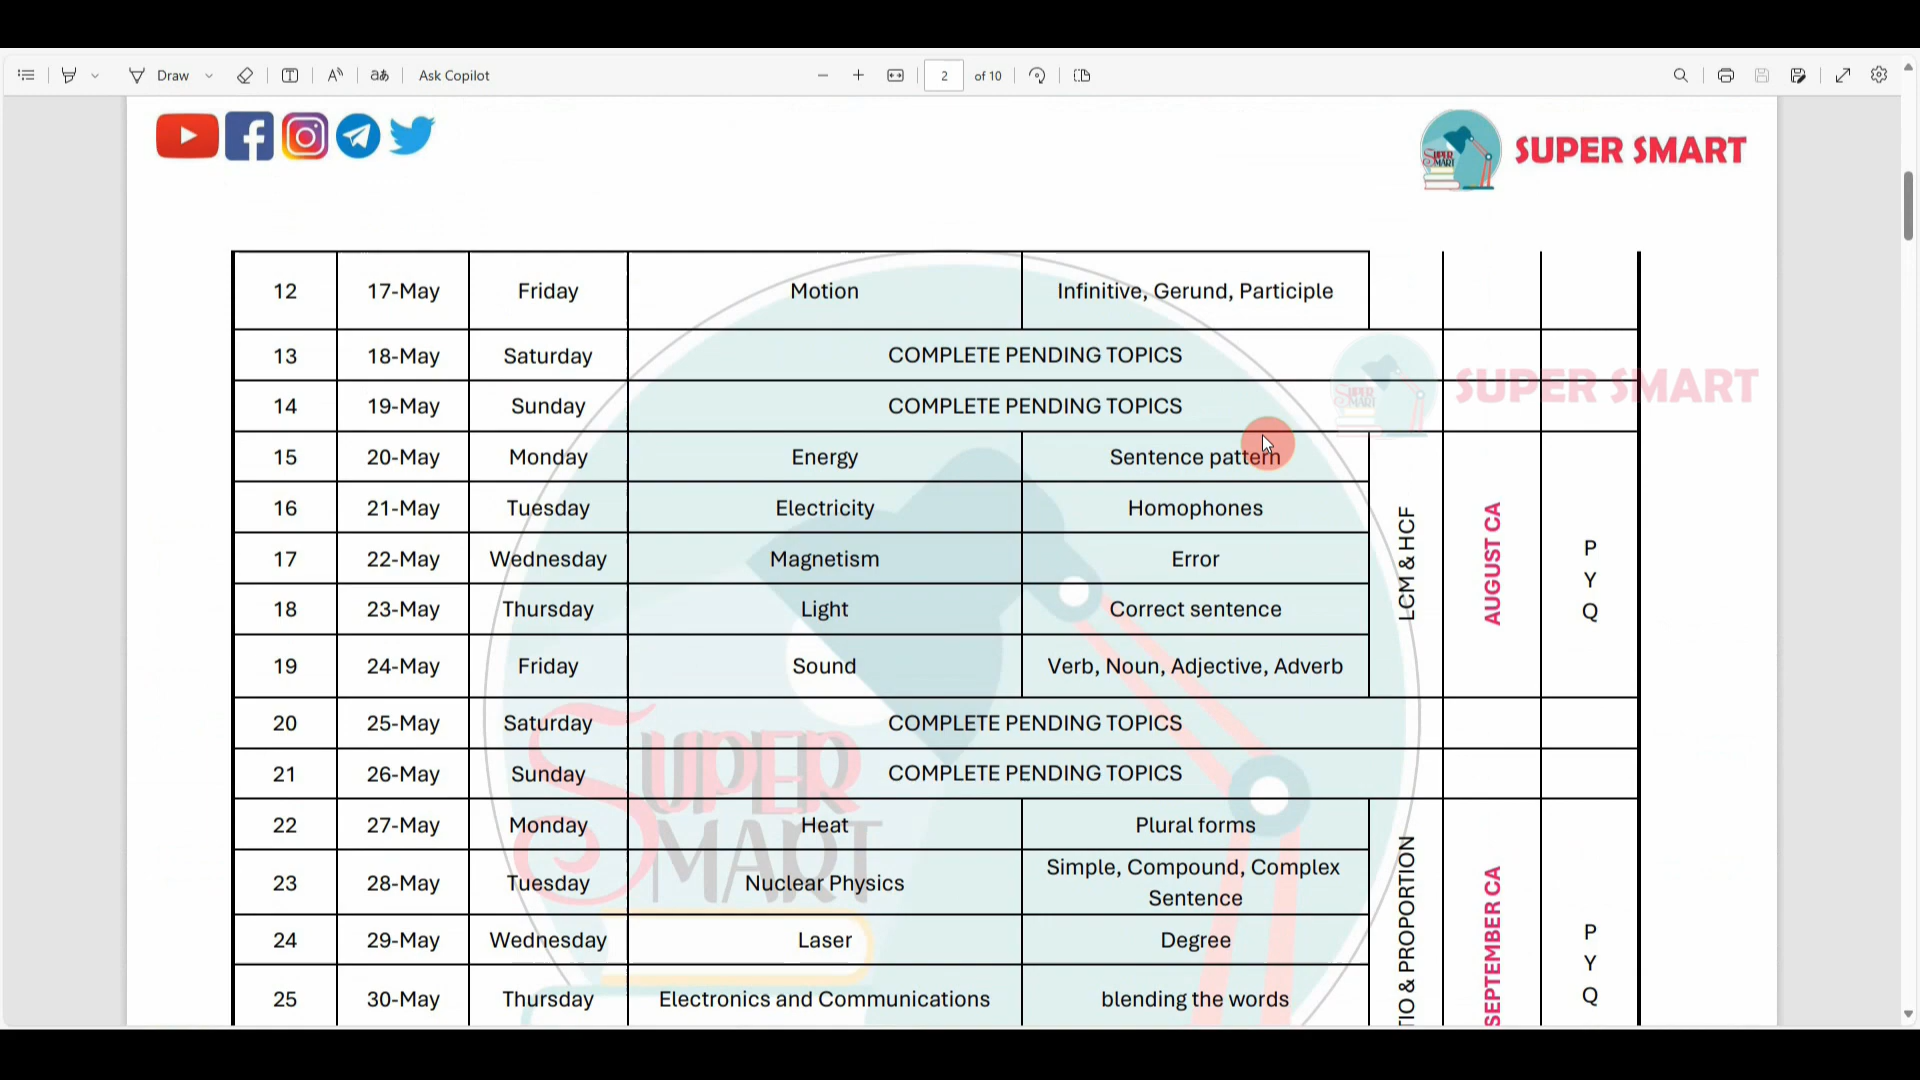 Draw
Ask Copilot
2 of 10
SUPER SMART
SUPER SMART
12 17-May Friday Motion Infinitive, Gerund, Participle
13 18-May Saturday COMPLETE PENDING TOPICS
SUPER SMART
14 19-May Sunday COMPLETE PENDING TOPICS
15 20-May Monday Energy Sentence pattern
16 21-May Tuesday Electricity Homophones
17 22-May Wednesday Magnetism Error
18 23-May Thursday Light Correct sentence
19 24-May Friday Sound Verb, Noun, Adjective, Adverb
LCM & HCF
AUGUST CA
P
Y
Q
20 25-May Saturday COMPLETE PENDING TOPICS
21 26-May Sunday COMPLETE PENDING TOPICS
SUPER
SMART
22 27-May Monday Heat Plural forms
23 28-May Tuesday Nuclear Physics Simple, Compound, Complex
Sentence
24 29-May Wednesday Laser Degree
25 30-May Thursday Electronics and Communications blending the words
TIO & PROPORTION
SEPTEMBER CA
P
Y
Q